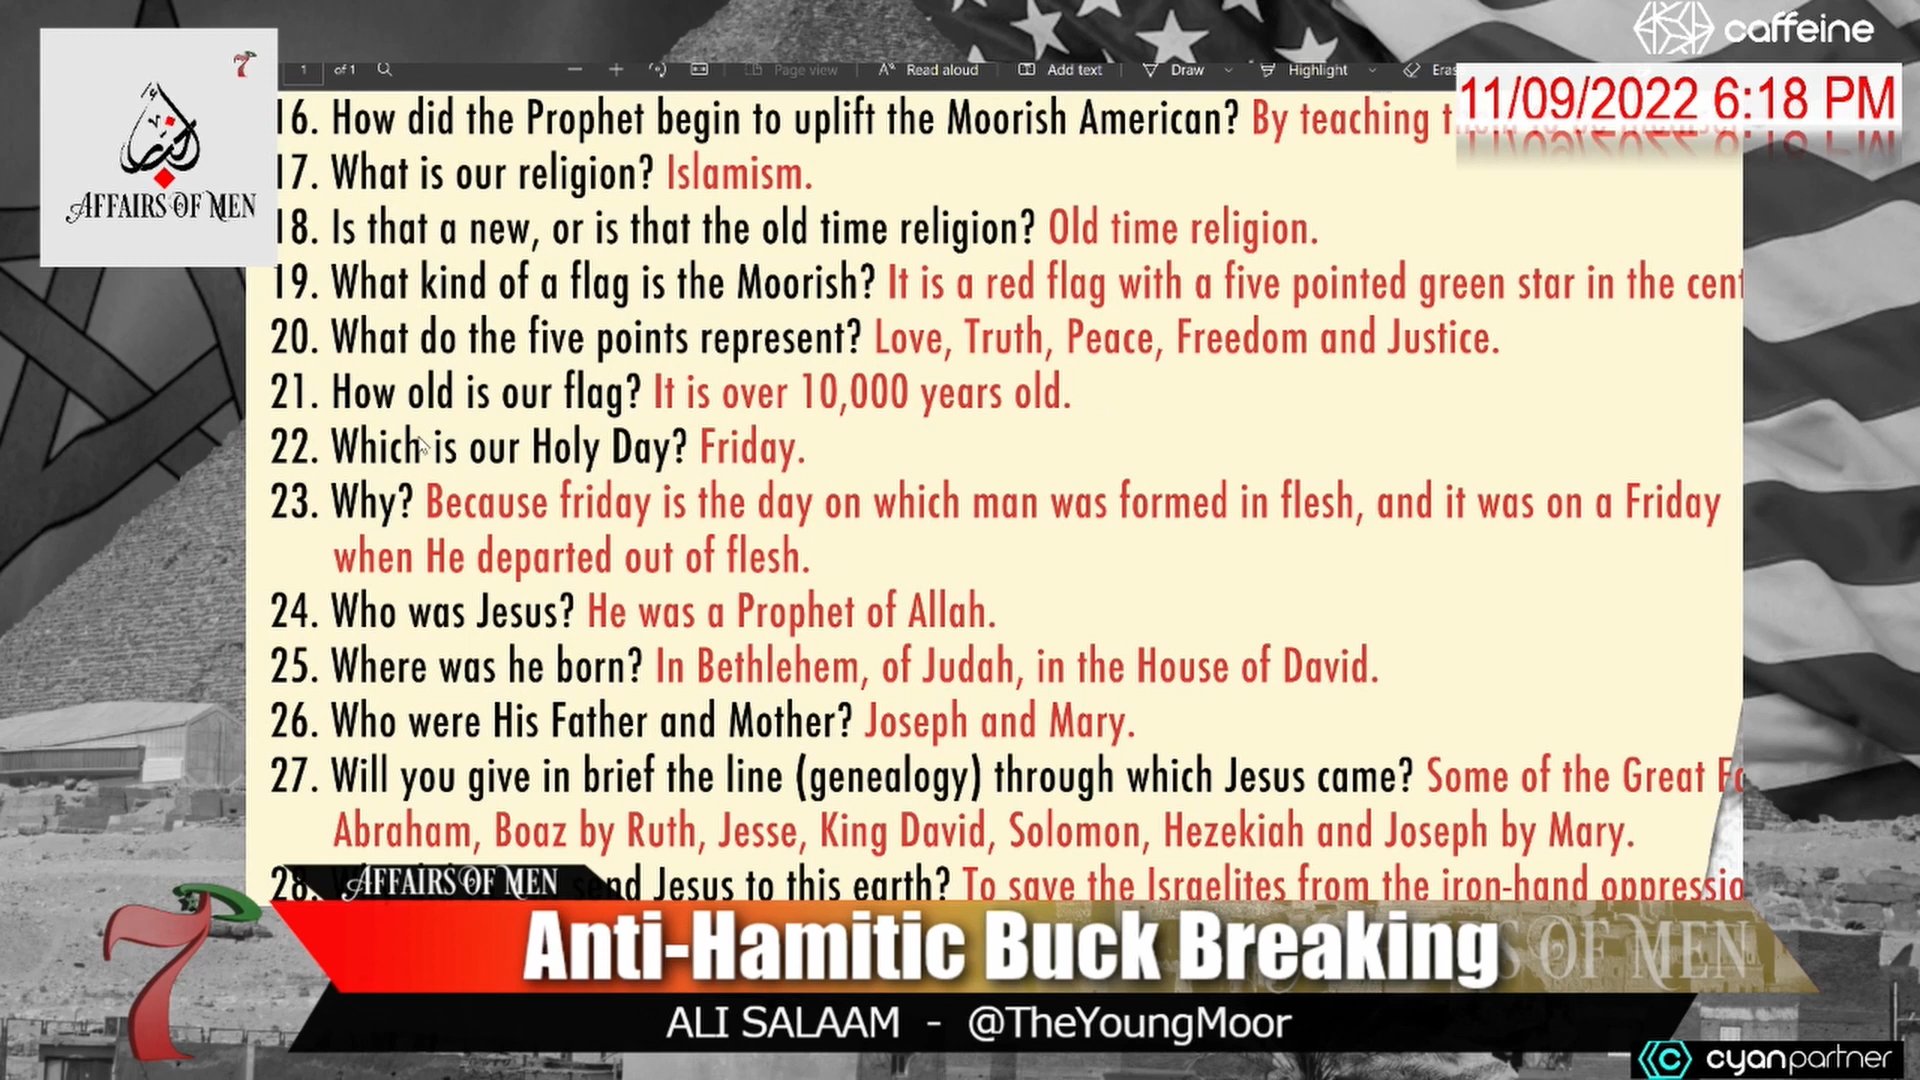 caffeine
1 of 1 Page view Read aloud Add text Draw Highlight Eras
11/09/2022 6:18 PM
AFFAIRS OF MEN
16. How did the Prophet begin to uplift the Moorish American? By teaching
17. What is our religion? Islamism.
18. Is that a new, or is that the old time religion? Old time religion.
19. What kind of a flag is the Moorish? It is a red flag with a five pointed green star in the cent
20. What do the five points represent? Love, Truth, Peace, Freedom and Justice.
21. How old is our flag? It is over 10,000 years old.
22. Which is our Holy Day? Friday.
23. Why? Because friday is the day on which man was formed in flesh, and it was on a Friday
when He departed out of flesh.
24. Who was Jesus? He was a Prophet of Allah.
25. Where was he born? In Bethlehem, of Judah, in the House of David.
26. Who were His Father and Mother? Joseph and Mary.
27. Will you give in brief the line (genealogy) through which Jesus came? Some of the Great Fa
Abraham, Boaz by Ruth, Jesse, King David, Solomon, Hezekiah and Joseph by Mary.
28. send Jesus to this earth? To save the Israelites from the iron-hand oppressio
AFFAIRS OF MEN
Anti-Hamitic Buck Breaking
S OF MEN
7
ALI SALAAM - @TheYoungMoor
cyanpartner